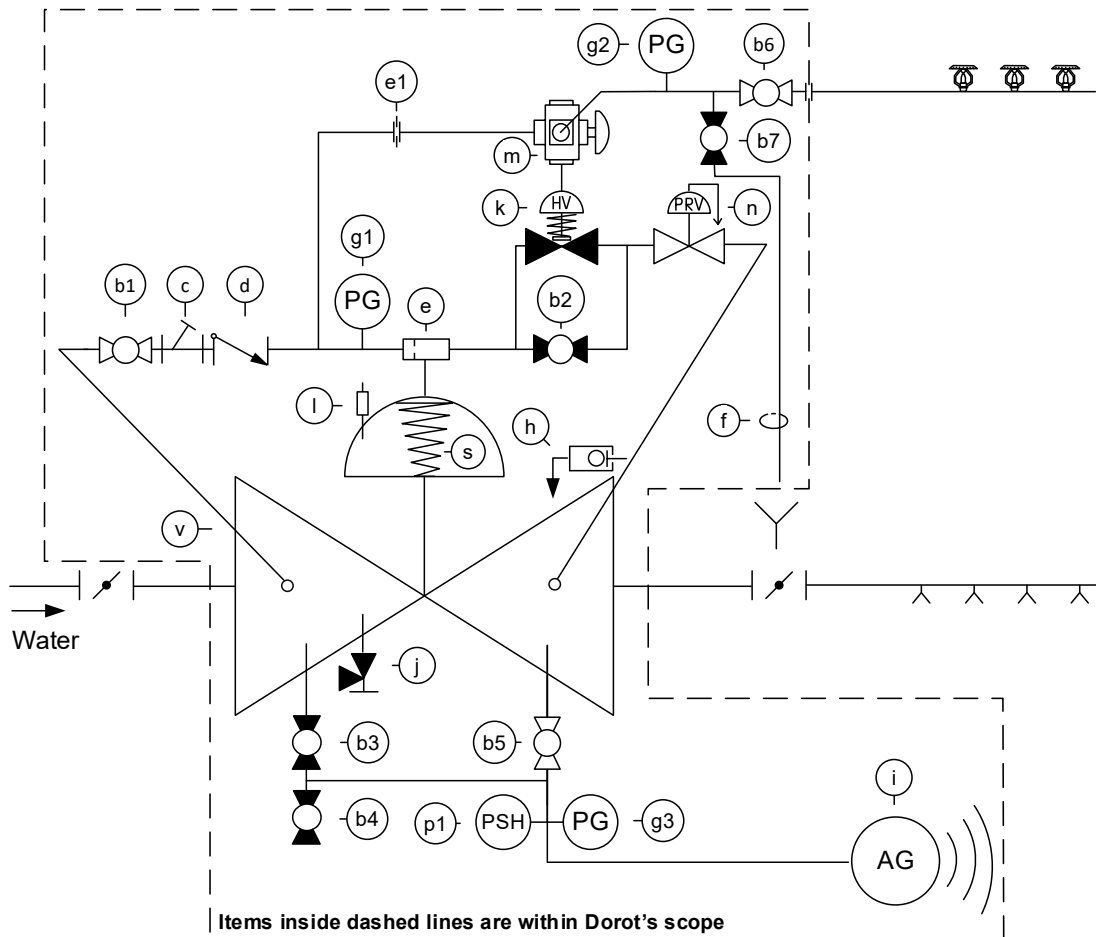 g2
PG
b6
e1
b7
m
k
HV
PRV
n
g1
b1
c
d
PG
e
b2
l
s
h
f
v
Water
j
b3
b5
i
b4
p1
PSH
PG
g3
AG
Items inside dashed lines are within Dorot's scope